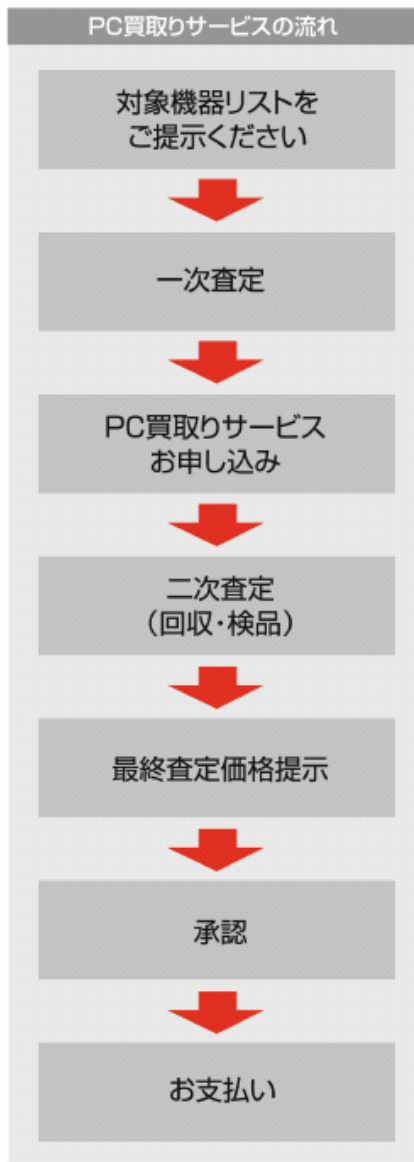 PC買取りサービスの流れ
対象機器リストを
ご提示ください
一次査定
PC買取りサービス
お申し込み
二次査定
（回収・検品）
最終査定価格提示
承認
お支払い